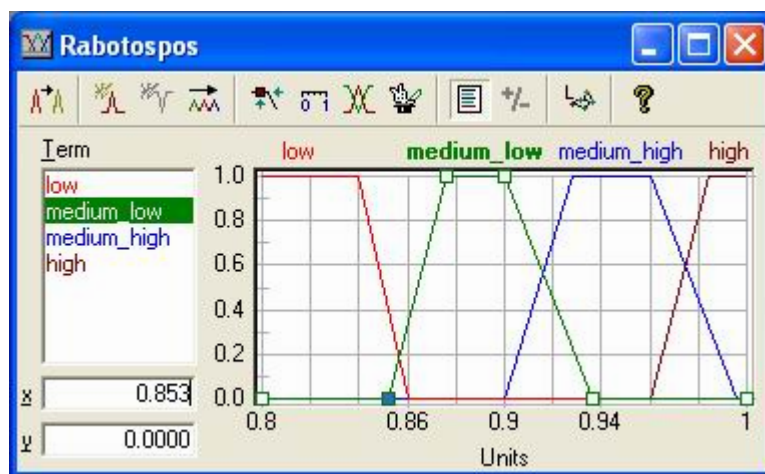 Rabotospos
Term
low medium_low medium_high high
low
medium_low
medium_high
high
1.0
0.8
0.6
0.4
0.2
0.0
x 0.853
y 0.0000
0.8 0.86 0.9 0.94 1
Units